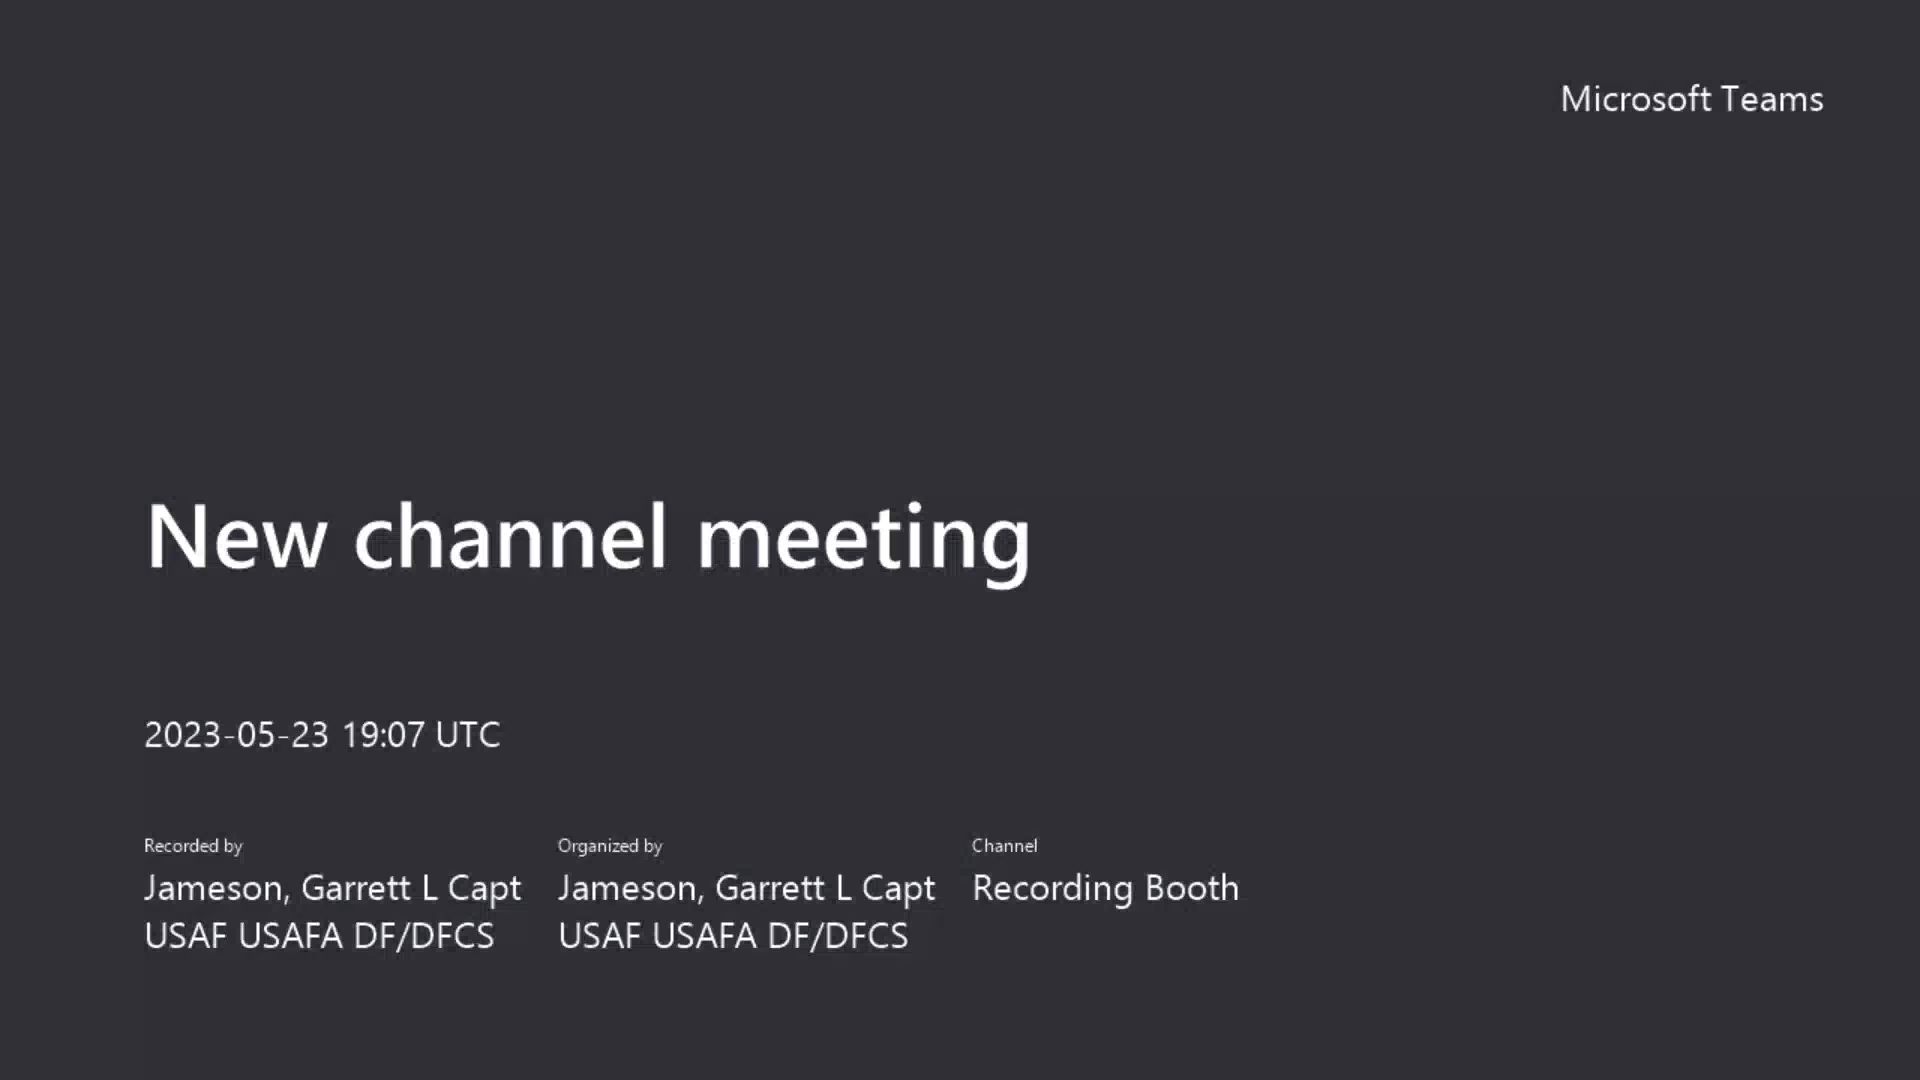 Microsoft Teams
New channel meeting
2023-05-23 19:07 UTC
Recorded by
Jameson, Garrett L Capt
USAF USAFA DF/DFCS
Organized by
Jameson, Garrett L Capt
USAF USAFA DF/DFCS
Channel
Recording Booth